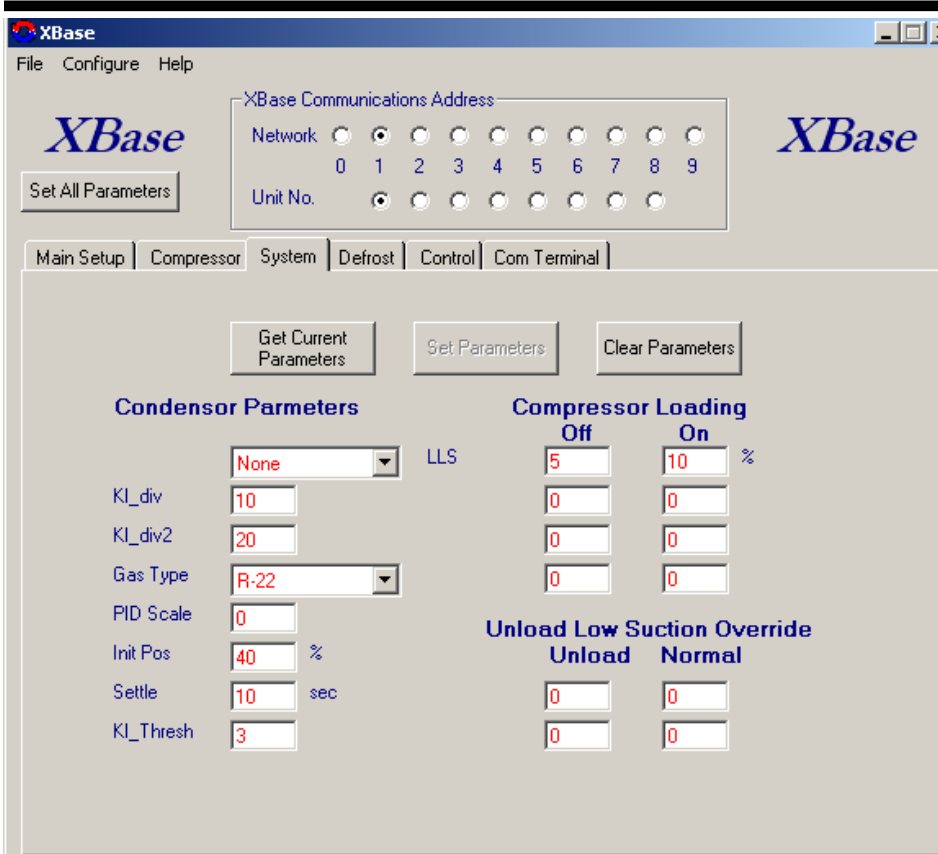 XBase
File Configure Help
XBase Communications Address
XBase
XBase
Network
0 1 2 3 4 5 6 7 8 9
Set All Parameters
Unit No.
Main Setup Compressor System Defrost Control Com Terminal
Get Current Parameters
Set Parameters
Clear Parameters
Condensor Parmeters
None
KI_div 10
KI_div2 20
Gas Type R-22
PID Scale 0
Init Pos 40 %
Settle 10 sec
KI_Thresh 3
Compressor Loading
Off On
LLS 5 10 %
0 0
0 0
0 0
Unload Low Suction Override
Unload Normal
0 0
0 0